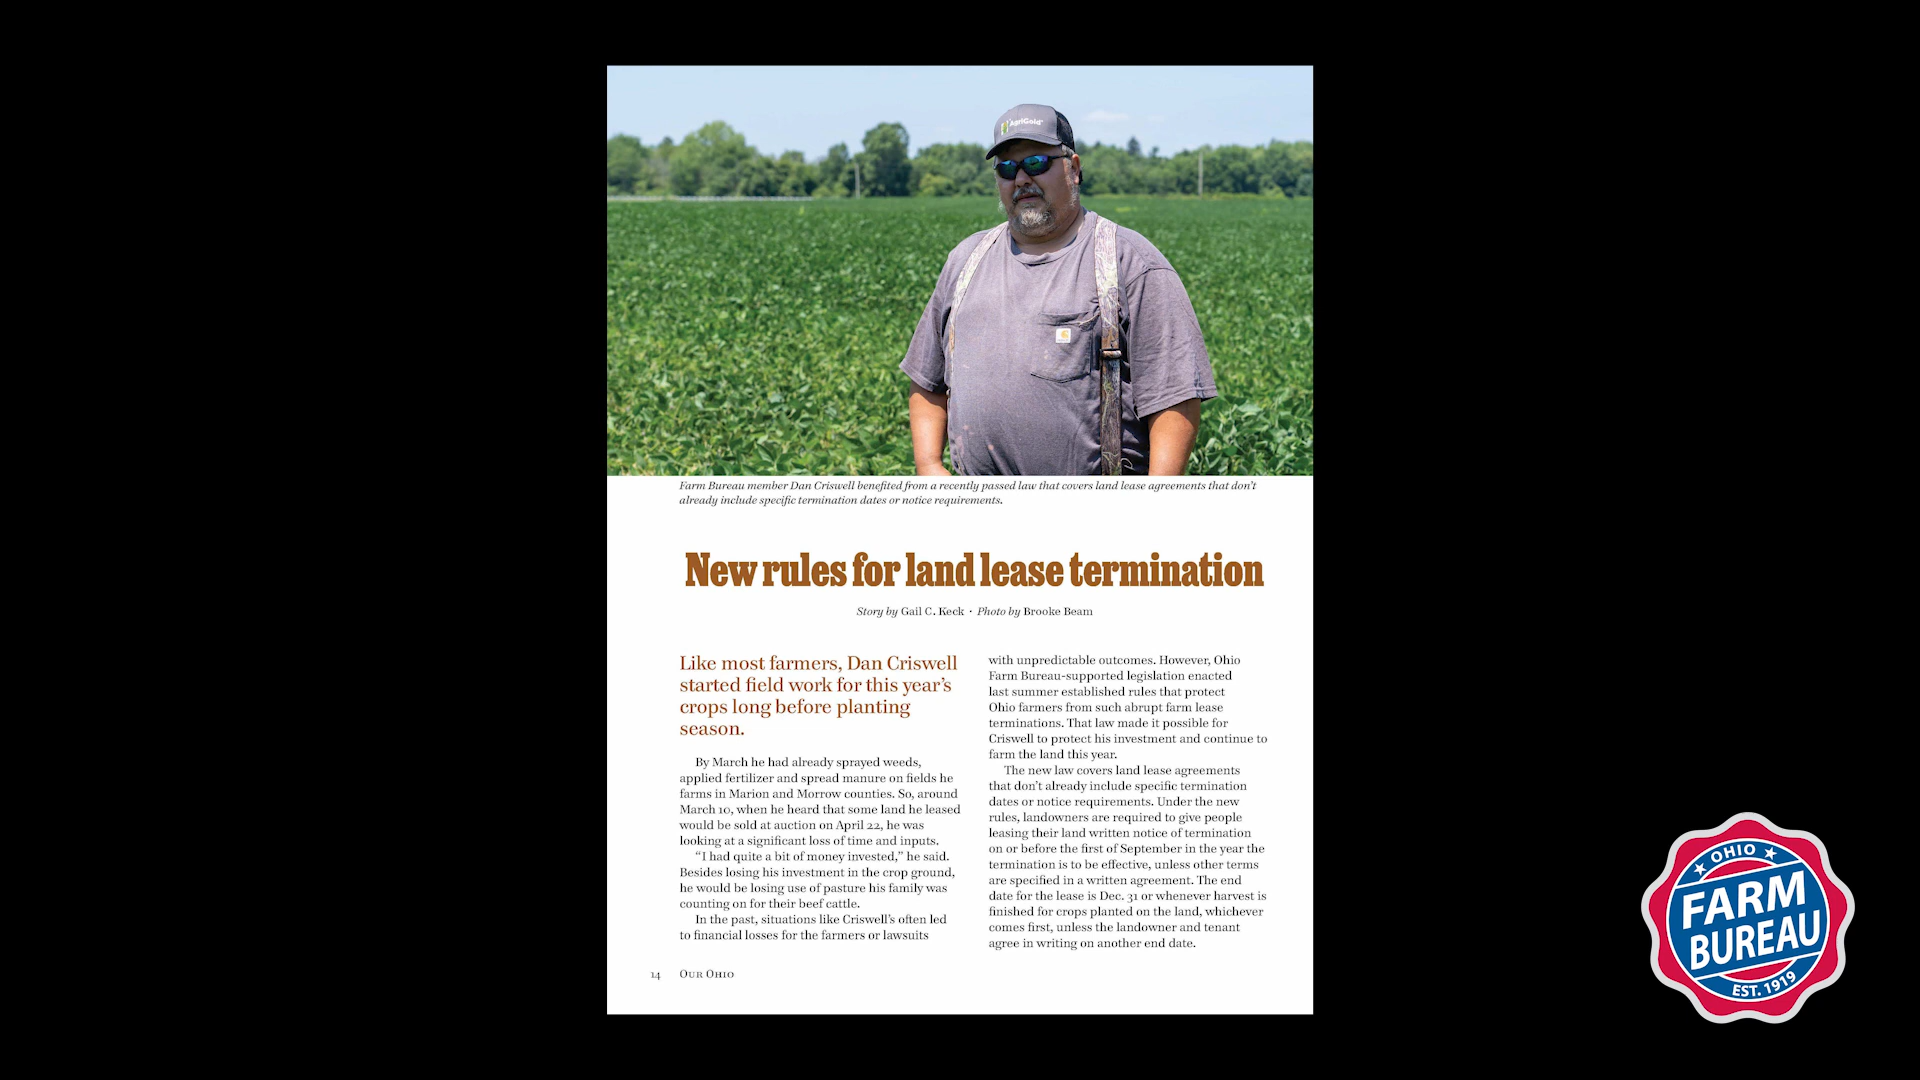 AgriGold
Farm Bureau member Dan Criswell benefited from a recently passed law that covers land lease agreements that don't
already include specific termination dates or notice requirements.
New rules for land lease termination
Story by Gail C. Keck · Photo by Brooke Beam
Like most farmers, Dan Criswell
started field work for this year's
crops long before planting
season.
By March he had already sprayed weeds,
applied fertilizer and spread manure on fields he
farms in Marion and Morrow counties. So, around
March 10, when he heard that some land he leased
would be sold at auction on April 22, he was
looking at a significant loss of time and inputs.
“I had quite a bit of money invested,” he said.
Besides losing his investment in the crop ground,
he would be losing use of pasture his family was
counting on for their beef cattle.
In the past, situations like Criswell's often led
to financial losses for the farmers or lawsuits
with unpredictable outcomes. However, Ohio
Farm Bureau-supported legislation enacted
last summer established rules that protect
Ohio farmers from such abrupt farm lease
terminations. That law made it possible for
Criswell to protect his investment and continue to
farm the land this year.
The new law covers land lease agreements
that don't already include specific termination
dates or notice requirements. Under the new
rules, landowners are required to give people
leasing their land written notice of termination
on or before the first of September in the year the
termination is to be effective, unless other terms
are specified in a written agreement. The end
date for the lease is Dec. 31 or whenever harvest is
finished for crops planted on the land, whichever
comes first, unless the landowner and tenant
agree in writing on another end date.
14 Our Ohio
OHIO
FARM
BUREAU
EST. 1919